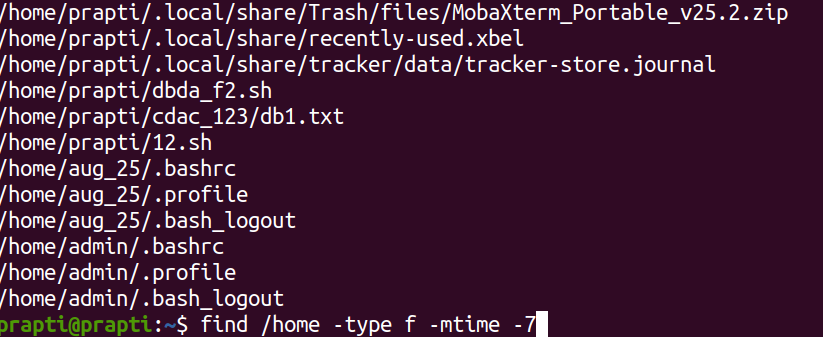 /home/prapti/.local/share/Trash/files/MobaXterm_Portable_v25.2.zip
/home/prapti/.local/share/recently-used.xbel
/home/prapti/.local/share/tracker/data/tracker-store.journal
/home/prapti/dbda_f2.sh
/home/prapti/cdac_123/db1.txt
/home/prapti/12.sh
/home/aug_25/.bashrc
/home/aug_25/.profile
/home/aug_25/.bash_logout
/home/admin/.bashrc
/home/admin/.profile
/home/admin/.bash_logout
prapti@prapti:~$ find /home -type f -mtime -7